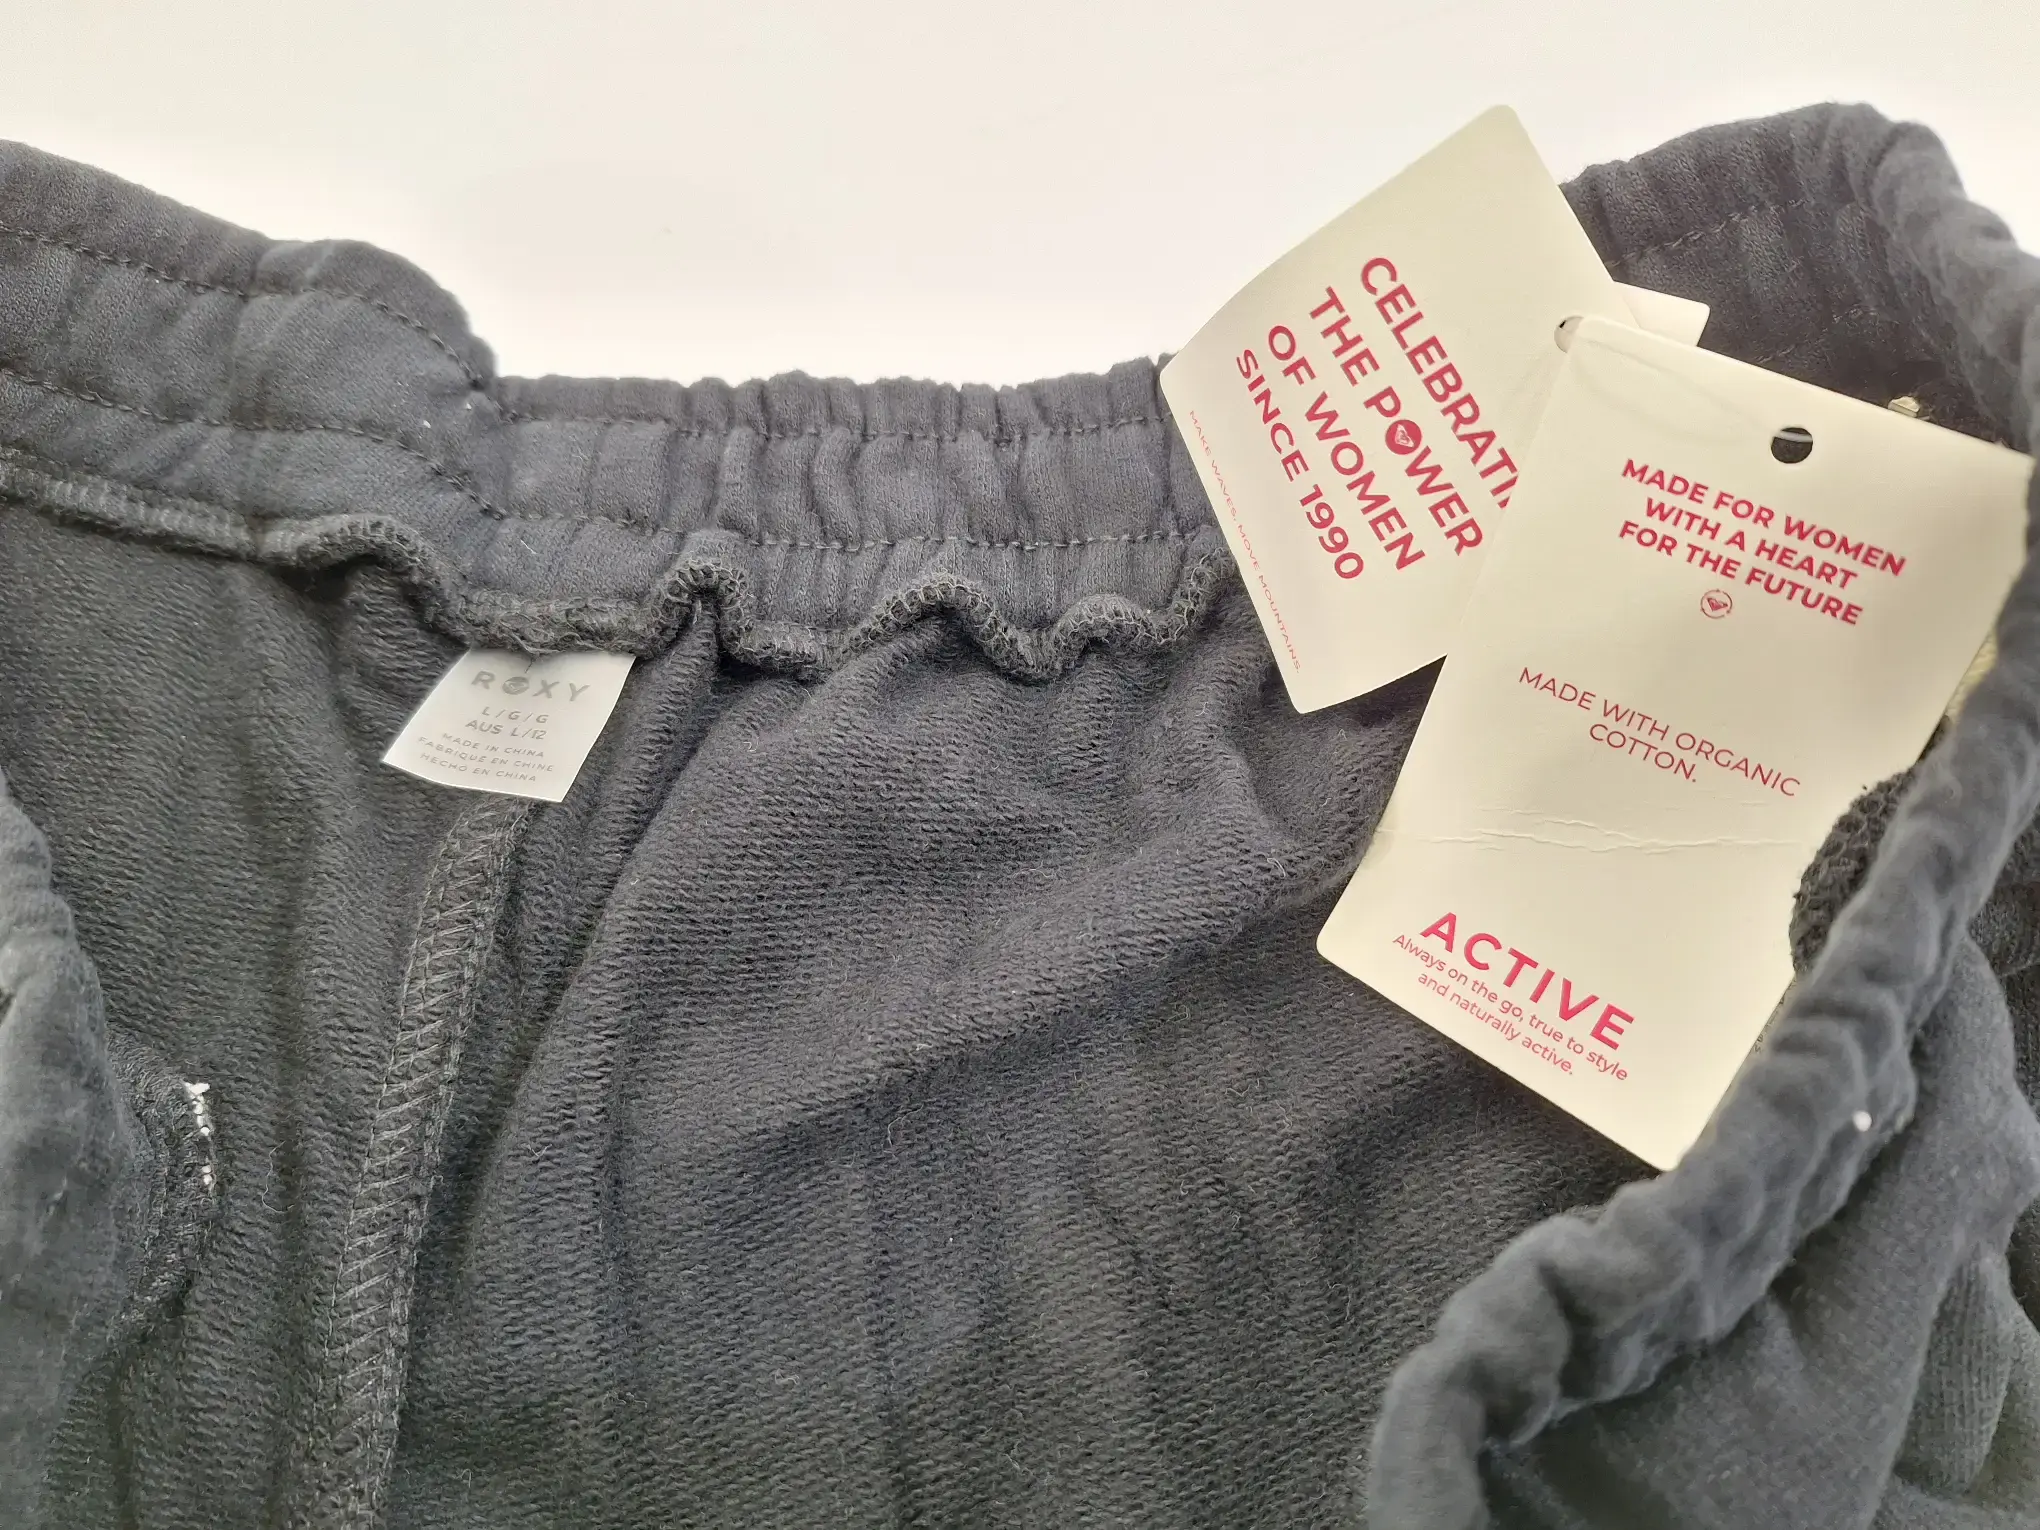 ROXY
L/G/G
AUS L/12
MADE IN CHINA
FABRIQUE EN CHINE
HECHO EN CHINA
CELEBRATI
THE POWER
OF WOMEN
SINCE 1990
MAKE WAVES, MOVE MOUNTAINS.
MADE FOR WOMEN
WITH A HEART
FOR THE FUTURE
MADE WITH ORGANIC
COTTON.
ACTIVE
Always on the go, true to style
and naturally active.